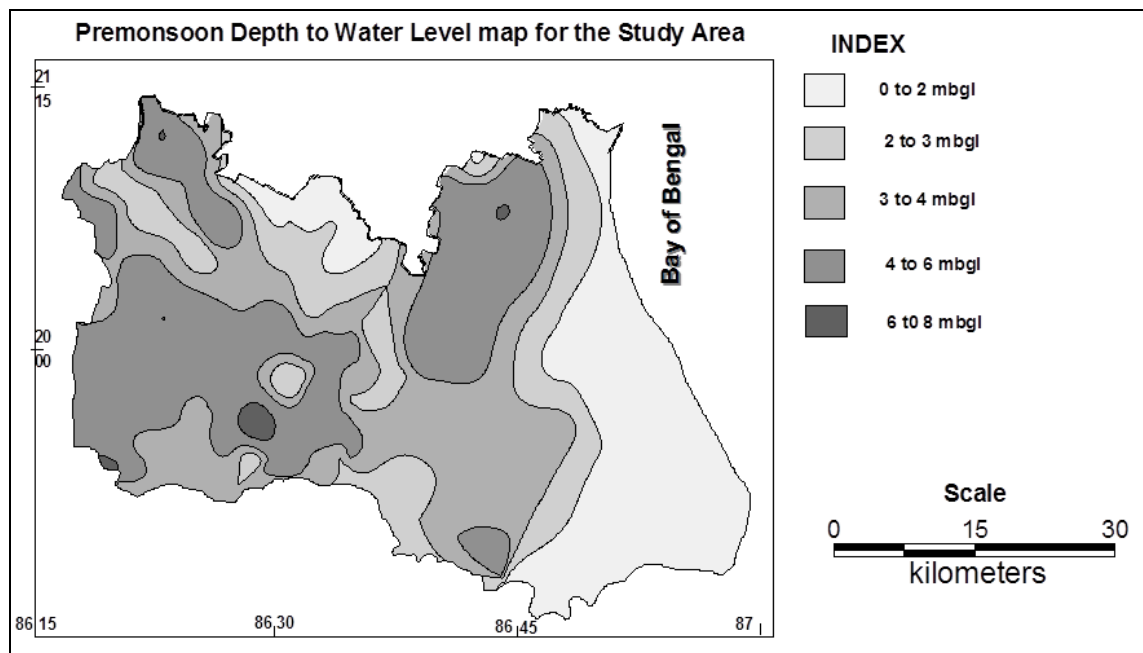 Premonsoon Depth to Water Level map for the Study Area
INDEX
0 to 2 mbgl
2 to 3 mbgl
3 to 4 mbgl
4 to 6 mbgl
6 t0 8 mbgl
21
15
20
00
Bay of Bengal
86 15
86 30
86 45
87
Scale
0 15 30
kilometers